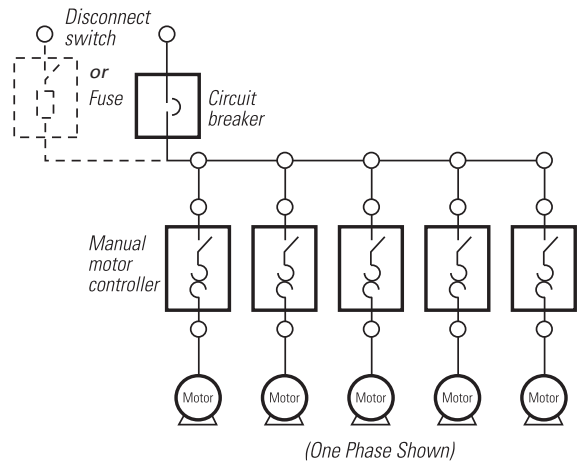 Disconnect
switch
or
Fuse
Circuit
breaker
Manual
motor
controller
Motor
Motor
Motor
Motor
Motor
(One Phase Shown)